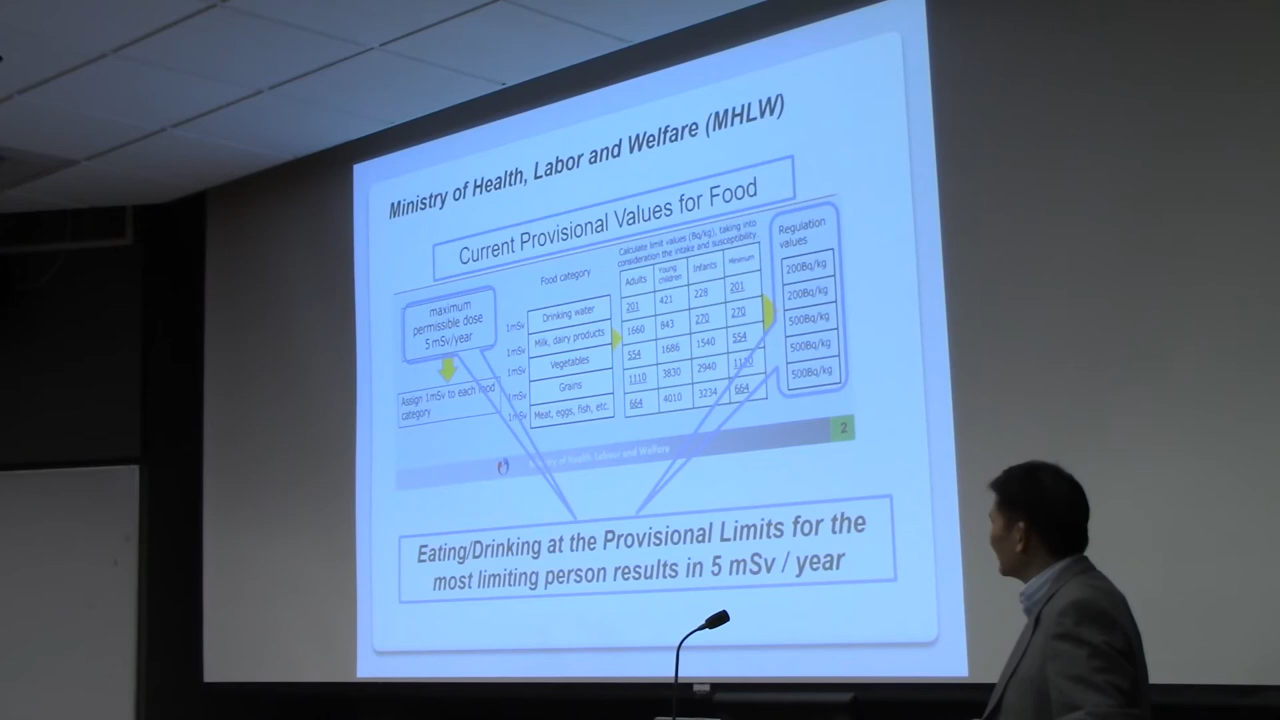 Ministry of Health, Labor and Welfare (MHLW)
Current Provisional Values for Food
maximum
permissible dose
5 mSv/year
Assign 1mSv to each food
category
Food category
1mSv Drinking water
1mSv Milk, dairy products
1mSv Vegetables
1mSv Grains
1mSv Meat, eggs, fish, etc.
Calculate limit values (Bq/kg), taking into
consideration the intake and susceptibility
Adults Young children Infants Minimum
201 421 228 201
1660 843 270 270
554 1686 1540 554
1110 3830 2940 1110
664 4010 3234 664
Regulation
values
200Bq/kg
200Bq/kg
500Bq/kg
500Bq/kg
500Bq/kg
Ministry of Health, Labour and Welfare
2
Eating/Drinking at the Provisional Limits for the
most limiting person results in 5 mSv / year